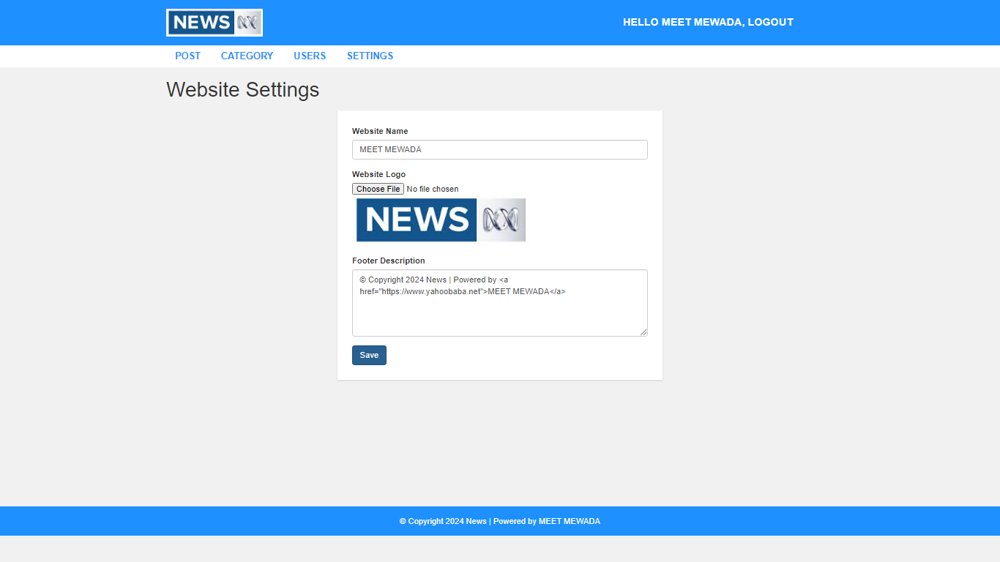 NEWS
HELLO MEET MEWADA, LOGOUT
POST CATEGORY USERS SETTINGS
Website Settings
Website Name
MEET MEWADA
Website Logo
Choose File No file chosen
NEWS
Footer Description
© Copyright 2024 News | Powered by <a
href="https://www.yahoobaba.net">MEET MEWADA</a>
Save
© Copyright 2024 News | Powered by MEET MEWADA